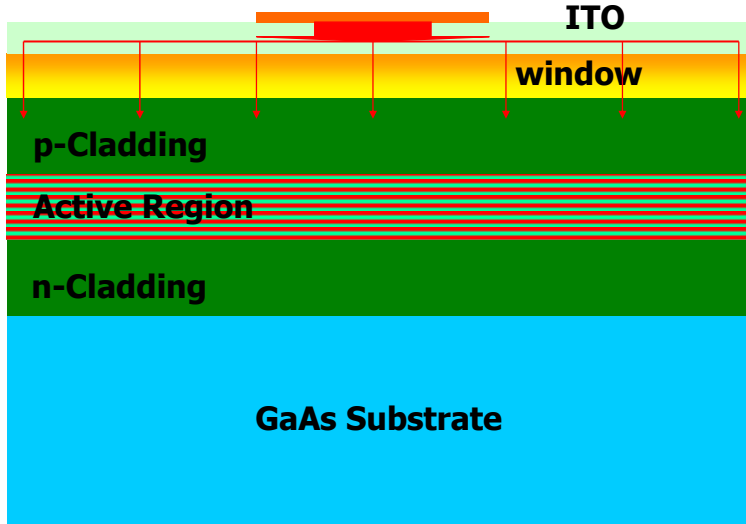 ITO
window
p-Cladding
Active Region
n-Cladding
GaAs Substrate